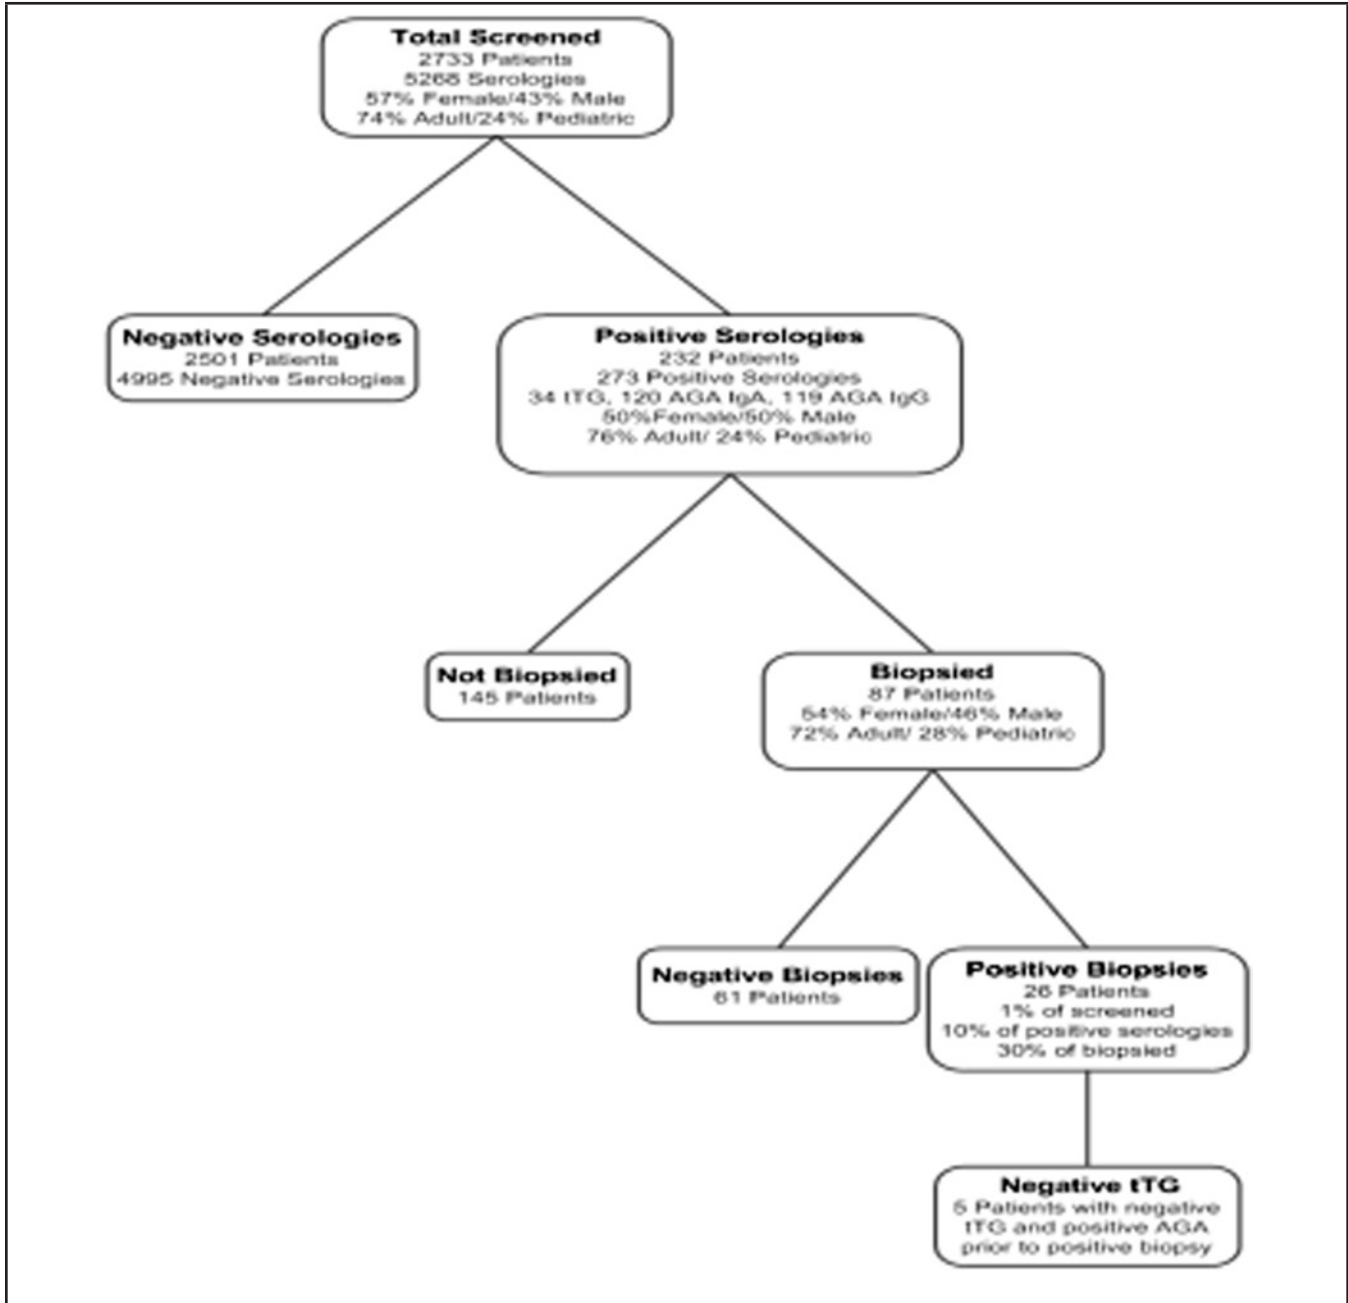 Total Screened
2733 Patients
5268 Serologies
57% Female/43% Male
74% Adult/24% Pediatric
Negative Serologies
2501 Patients
4995 Negative Serologies
Positive Serologies
232 Patients
273 Positive Serologies
34 tTG, 120 AGA IgA, 119 AGA IgG
50%Female/50% Male
76% Adult/ 24% Pediatric
Not Biopsied
145 Patients
Biopsied
87 Patients
54% Female/46% Male
72% Adult/ 28% Pediatric
Negative Biopsies
61 Patients
Positive Biopsies
26 Patients
1% of screened
10% of positive serologies
30% of biopsied
Negative tTG
5 Patients with negative
tTG and positive AGA
prior to positive biopsy